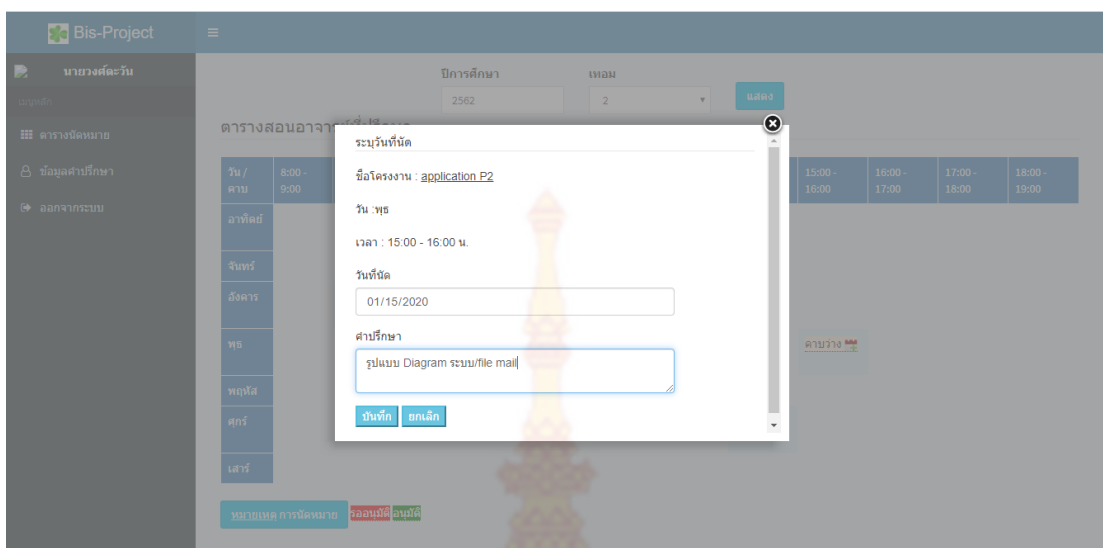 Bis-Project
นายวงศ์ตะวัน
ปีการศึกษา
เทอม
2562
2
แสดง
เมนูหลัก
ตารางนัดหมาย
ข้อมูลคำปรึกษา
ออกจากระบบ
ระบุวันที่นัด
ชื่อโครงงาน : application P2
วัน :พุธ
เวลา : 15:00 - 16:00 น.
วันที่นัด
01/15/2020
คำปรึกษา
รูปแบบ Diagram ระบบ/file mail
บันทึก ยกเลิก
ตารางสอนอาจารย์ที่ปรึกษา
วัน / คาบ
8:00 - 9:00
15:00 - 16:00
16:00 - 17:00
17:00 - 18:00
18:00 - 19:00
อาทิตย์
จันทร์
อังคาร
พุธ
คาบว่าง
พฤหัส
ศุกร์
เสาร์
หมายเหตุ การนัดหมาย รออนุมัติ อนุมัติ